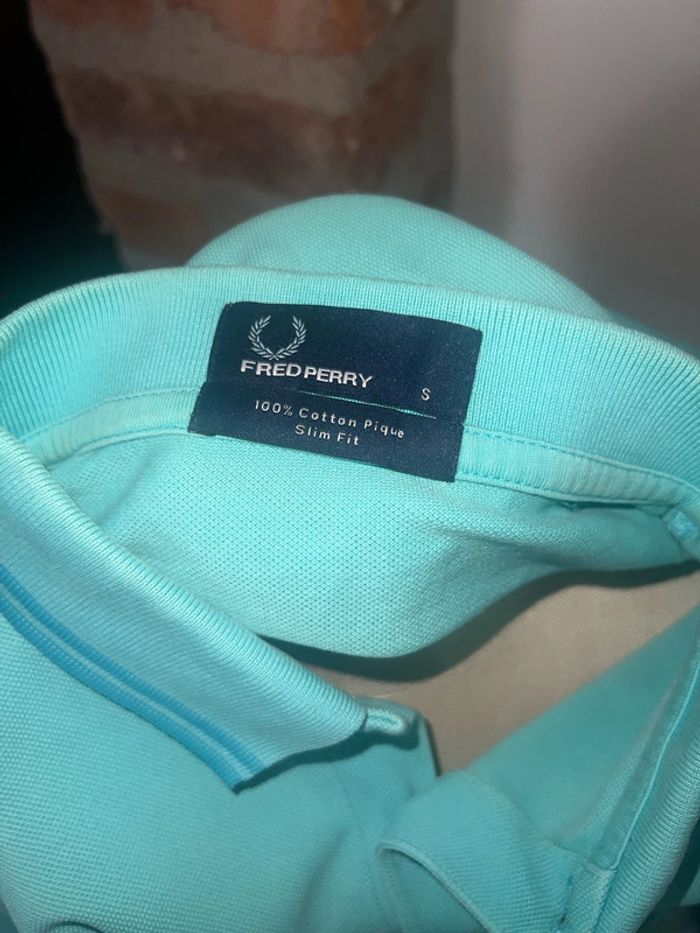 FRED PERRY
S
100% Cotton Pique
Slim Fit